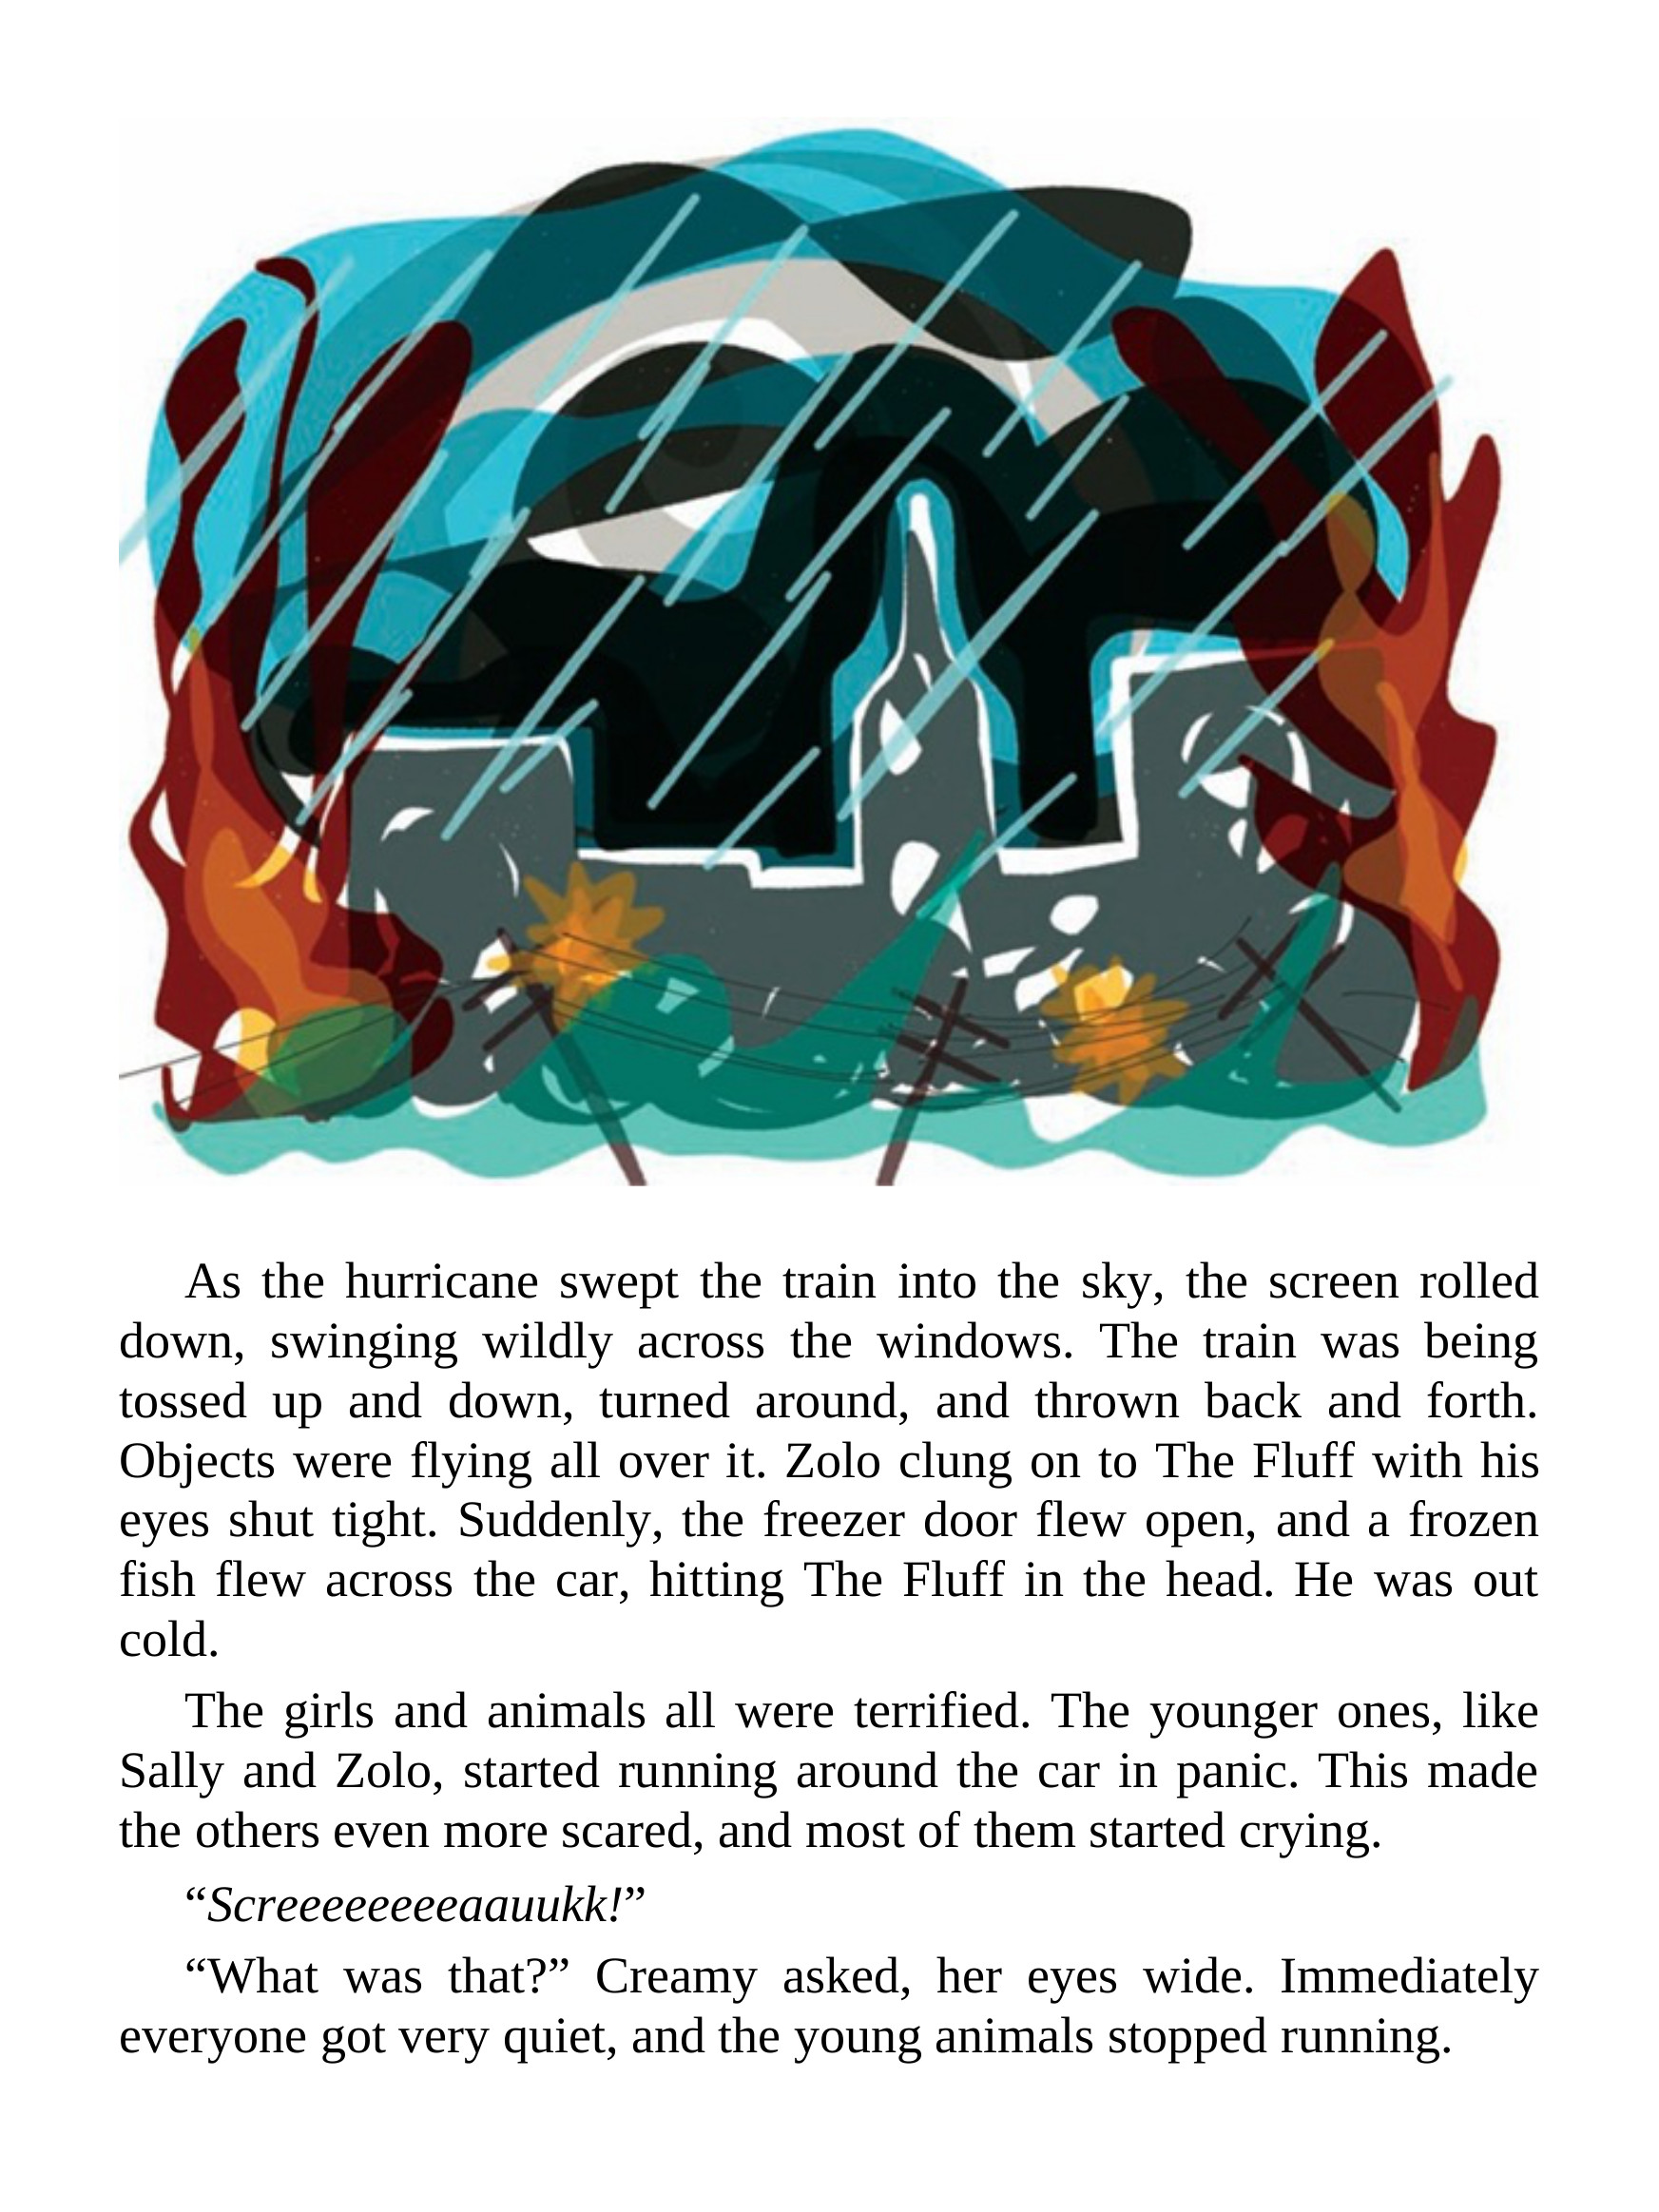 As the hurricane swept the train into the sky, the screen rolled
down, swinging wildly across the windows. The train was being
tossed up and down, turned around, and thrown back and forth.
Objects were flying all over it. Zolo clung on to The Fluff with his
eyes shut tight. Suddenly, the freezer door flew open, and a frozen
fish flew across the car, hitting The Fluff in the head. He was out
cold.
The girls and animals all were terrified. The younger ones, like
Sally and Zolo, started running around the car in panic. This made
the others even more scared, and most of them started crying.
“Screeeeeeeeeaauukk!”
“What was that?” Creamy asked, her eyes wide. Immediately
everyone got very quiet, and the young animals stopped running.